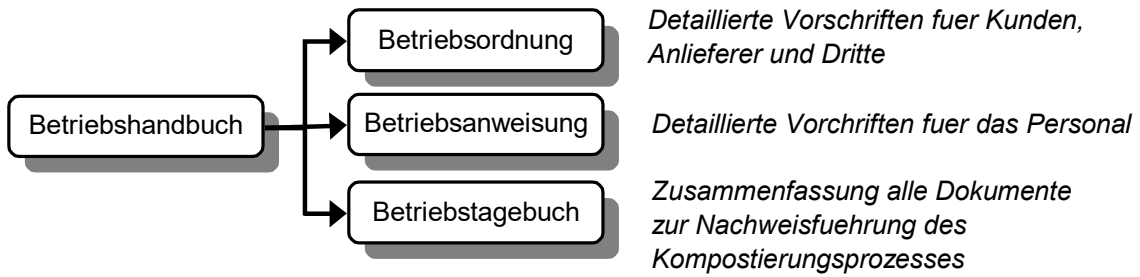 Betriebshandbuch
Betriebsordnung
Detaillierte Vorschriften fuer Kunden,
Anlieferer und Dritte
Betriebsanweisung
Detaillierte Vorchriften fuer das Personal
Betriebstagebuch
Zusammenfassung alle Dokumente
zur Nachweisfuehrung des
Kompostierungsprozesses